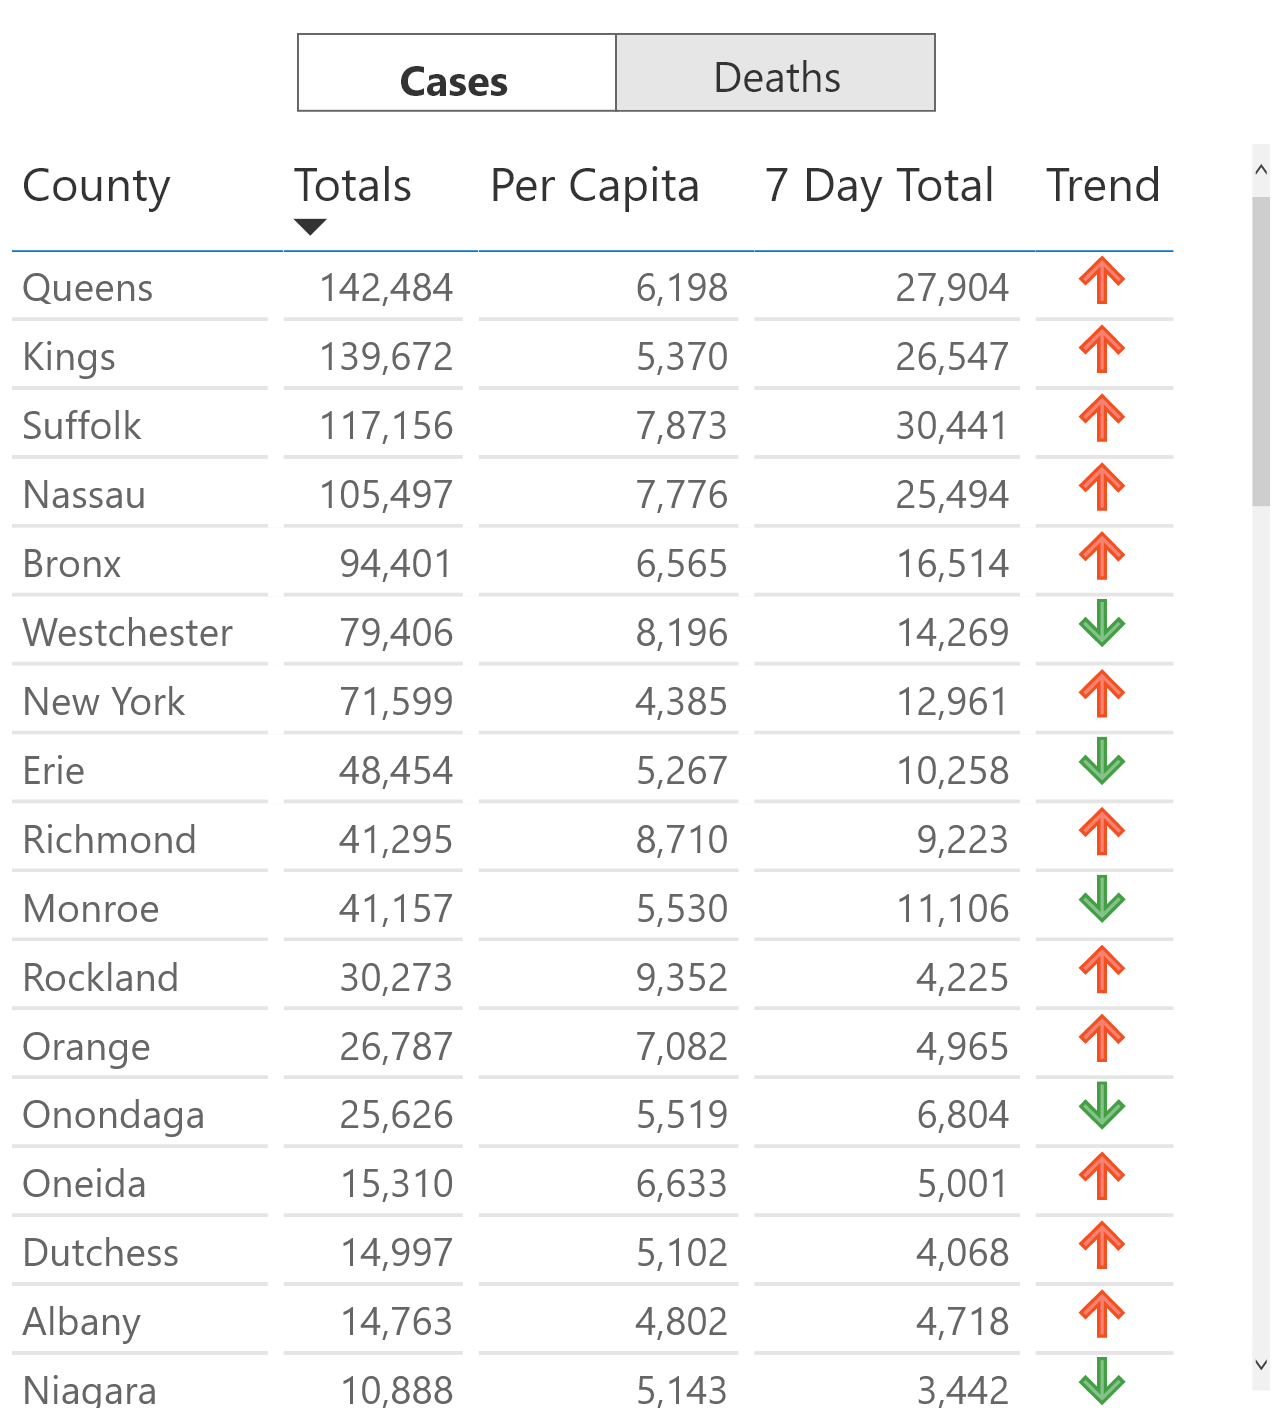 Cases Deaths
County Totals Per Capita 7 Day Total Trend
Queens 142,484 6,198 27,904
Kings 139,672 5,370 26,547
Suffolk 117,156 7,873 30,441
Nassau 105,497 7,776 25,494
Bronx 94,401 6,565 16,514
Westchester 79,406 8,196 14,269
New York 71,599 4,385 12,961
Erie 48,454 5,267 10,258
Richmond 41,295 8,710 9,223
Monroe 41,157 5,530 11,106
Rockland 30,273 9,352 4,225
Orange 26,787 7,082 4,965
Onondaga 25,626 5,519 6,804
Oneida 15,310 6,633 5,001
Dutchess 14,997 5,102 4,068
Albany 14,763 4,802 4,718
Niagara 10,888 5,143 3,442